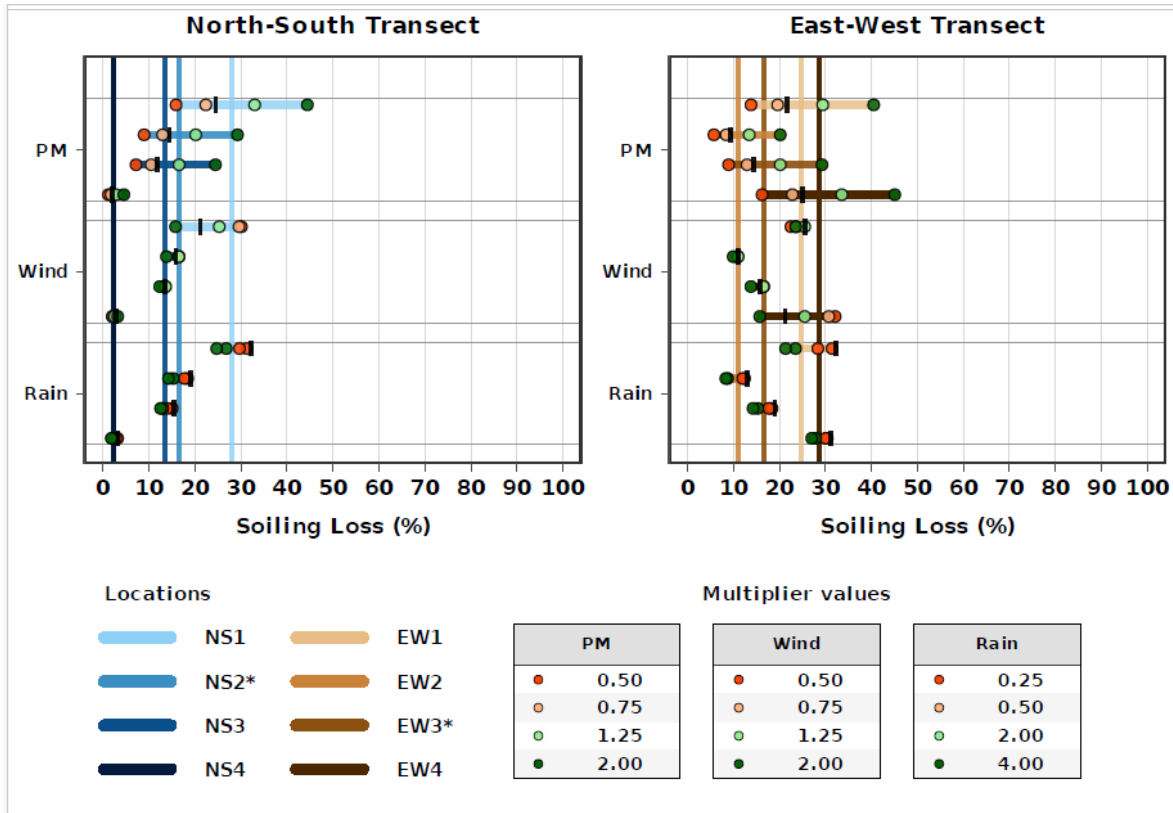 North-South Transect
East-West Transect
PM
Wind
Rain
0 10 20 30 40 50 60 70 80 90 100
Soiling Loss (%)
PM
Wind
Rain
0 10 20 30 40 50 60 70 80 90 100
Soiling Loss (%)
Locations
NS1 EW1
NS2* EW2
NS3 EW3*
NS4 EW4
Multiplier values
PM Wind Rain
0.50 0.50 0.25
0.75 0.75 0.50
1.25 1.25 2.00
2.00 2.00 4.00